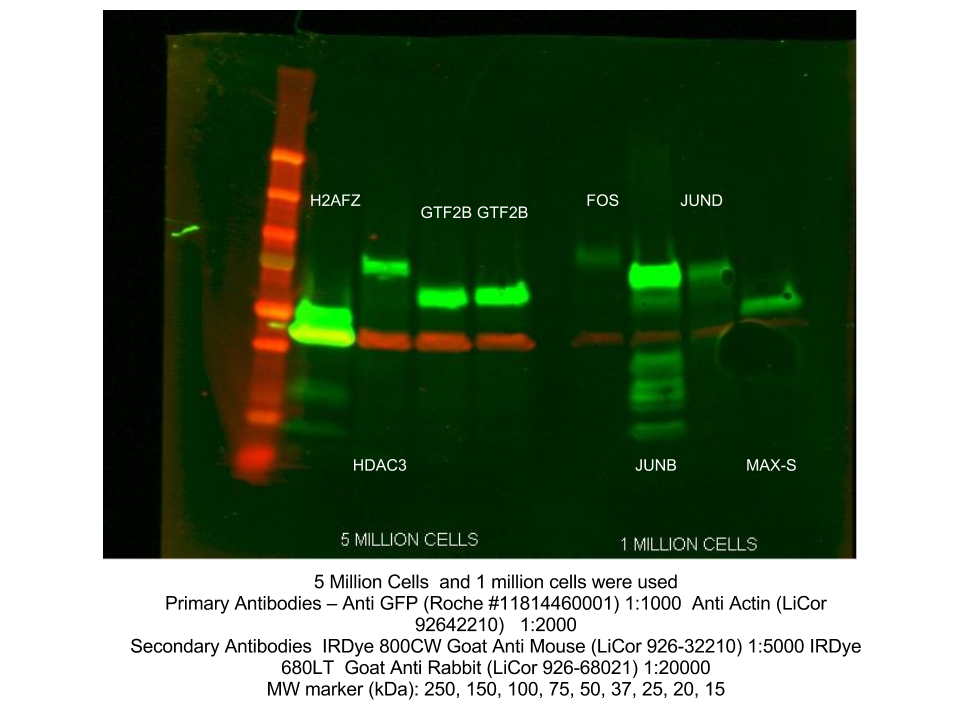 H2AFZ
GTF2B GTF2B
FOS
JUND
HDAC3
JUNB
MAX-S
5 MILLION CELLS
1 MILLION CELLS
5 Million Cells and 1 million cells were used
Primary Antibodies – Anti GFP (Roche #11814460001) 1:1000 Anti Actin (LiCor
92642210) 1:2000
Secondary Antibodies IRDye 800CW Goat Anti Mouse (LiCor 926-32210) 1:5000 IRDye
680LT Goat Anti Rabbit (LiCor 926-68021) 1:20000
MW marker (kDa): 250, 150, 100, 75, 50, 37, 25, 20, 15